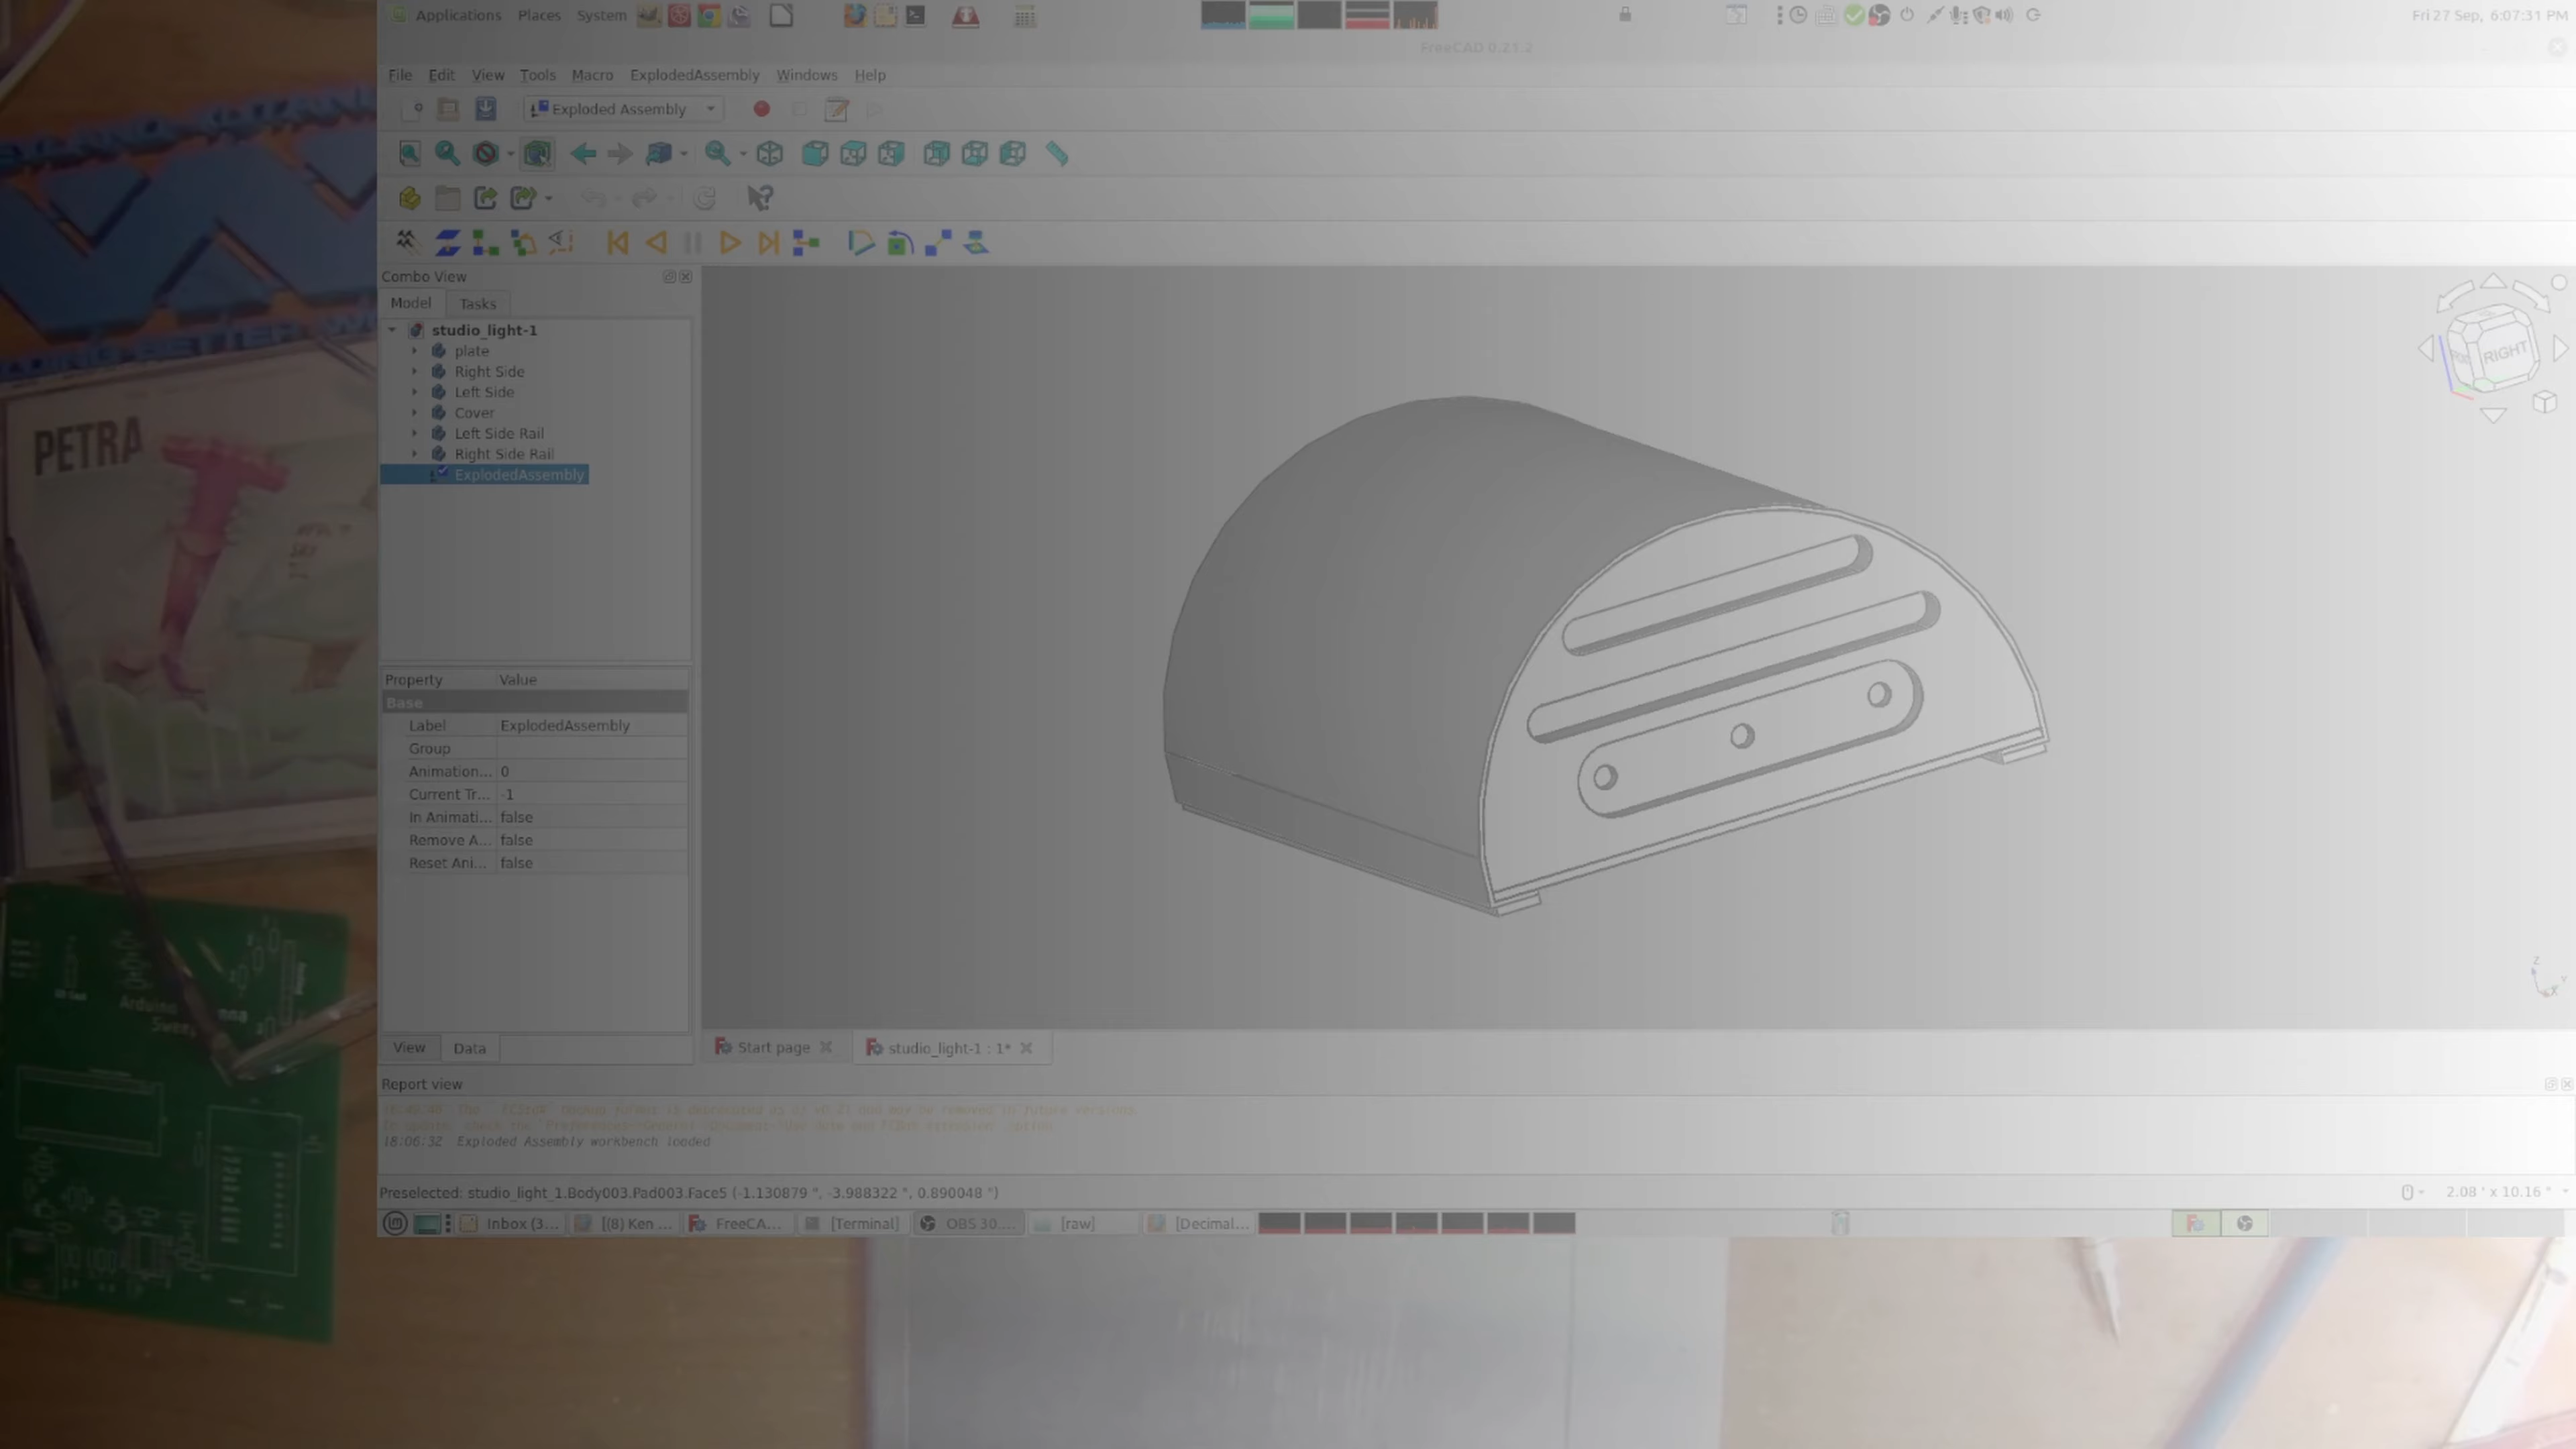 Applications Places System
Fri 27 Sep, 6:07:31 PM
FreeCAD 0.21.2
File Edit View Tools Macro ExplodedAssembly Windows Help
Exploded Assembly
Combo View
Model Tasks
studio_light-1
plate
Right Side
Left Side
Cover
Left Side Rail
Right Side Rail
ExplodedAssembly
RIGHT
PETRA
Property Value
Base
Label ExplodedAssembly
Group
Animation... 0
Current Tr... -1
In Animati... false
Remove A... false
Reset Ani... false
Z
Y
X
Arduino
View Data
Start page
studio_light-1 : 1*
Report view
18:06:32 Exploded Assembly workbench loaded
Preselected: studio_light_1.Body003.Pad003.Face5 (-1.130879 ", -3.988322 ", 0.890048 ")
2.08 ' x 10.16 "
Inbox (3... [(8) Ken ... FreeCA... [Terminal] OBS 30.... [raw] [Decimal...